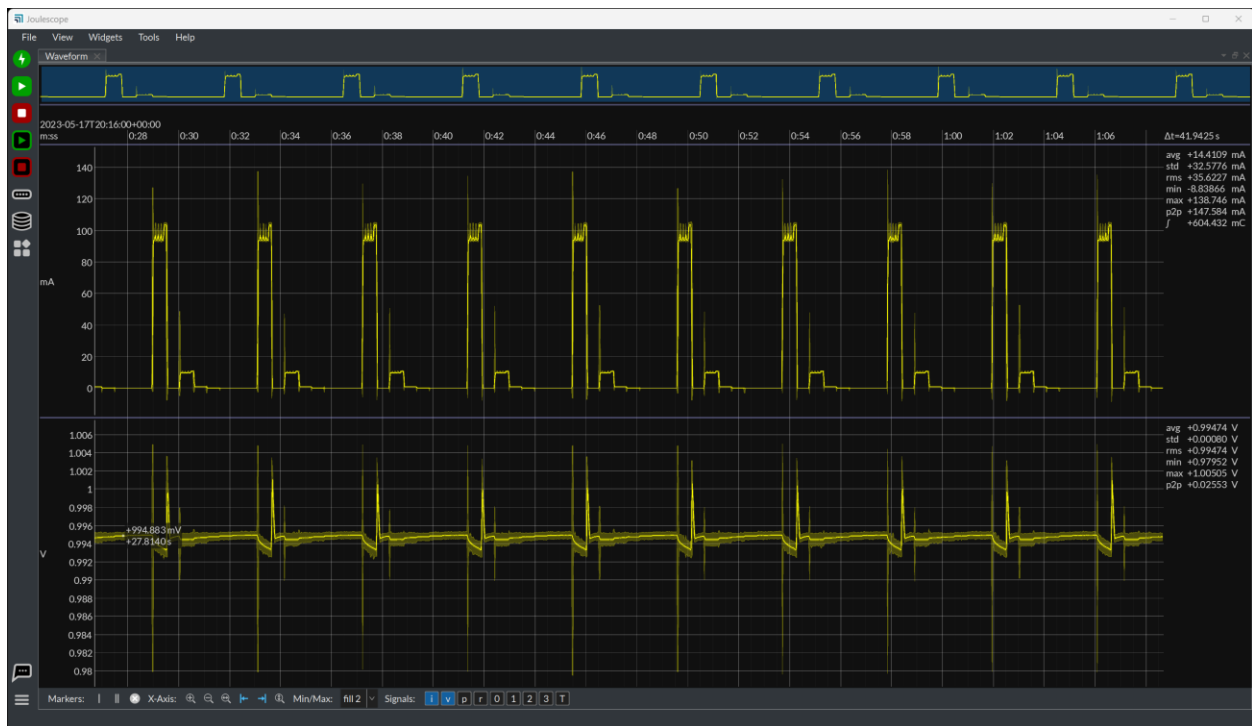 Joulescope
File View Widgets Tools Help
Waveform
2023-05-17T20:16:00+00:00
m:ss 0:28 0:30 0:32 0:34 0:36 0:38 0:40 0:42 0:44 0:46 0:48 0:50 0:52 0:54 0:56 0:58 1:00 1:02 1:04 1:06 Δt=41.9425 s
avg +14.4109 mA
std +32.5776 mA
rms +35.6227 mA
min -8.83866 mA
max +138.746 mA
p2p +147.584 mA
∫ +604.432 mC
140
120
100
80
mA
60
40
20
0
avg +0.99474 V
std +0.00080 V
rms +0.99474 V
min +0.97952 V
max +1.00505 V
p2p +0.02553 V
1.006
1.004
1.002
1
0.998
0.996
+994.883 mV
+27.8140 s
0.994
V
0.992
0.99
0.988
0.986
0.984
0.982
0.98
Markers: X-Axis: Min/Max: fill 2 Signals: i v p r 0 1 2 3 T